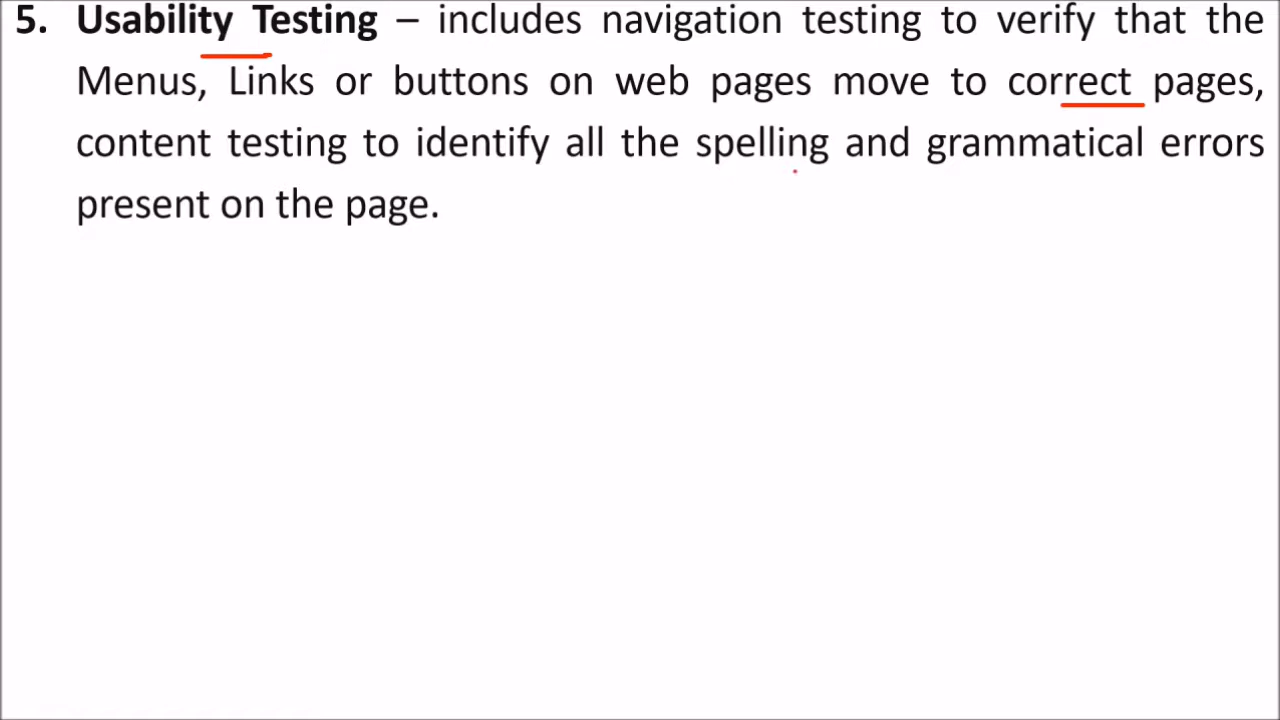 5. Usability Testing – includes navigation testing to verify that the
Menus, Links or buttons on web pages move to correct pages,
content testing to identify all the spelling and grammatical errors
present on the page.